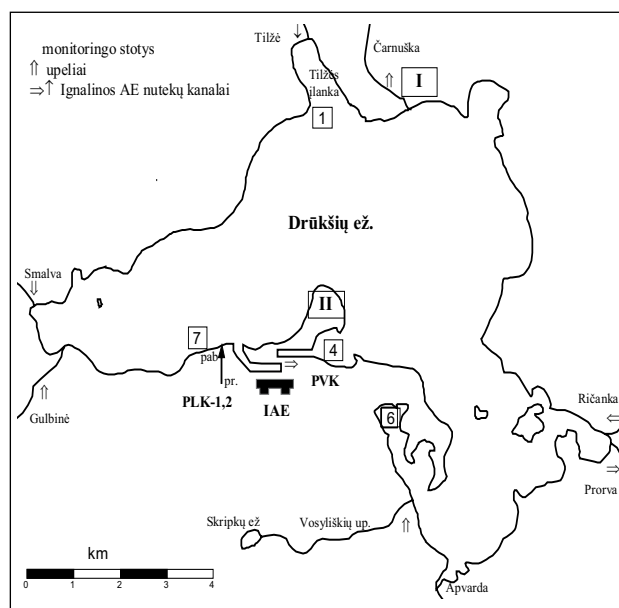 Tilžė
Čarnuška
monitoringo stotys
⇑ upeliai
⇒↑ Ignalinos AE nutekų kanalai
Tilžės
ilanka
I
1
Drūkšių ež.
Smalva
II
7
4
pab
pr.
PVK
PLK-1,2
IAE
Gulbinė
6
Ričanka
Prorva
Skripkų ež
Vosyliškių up.
Apvarda
km
0 1 2 3 4